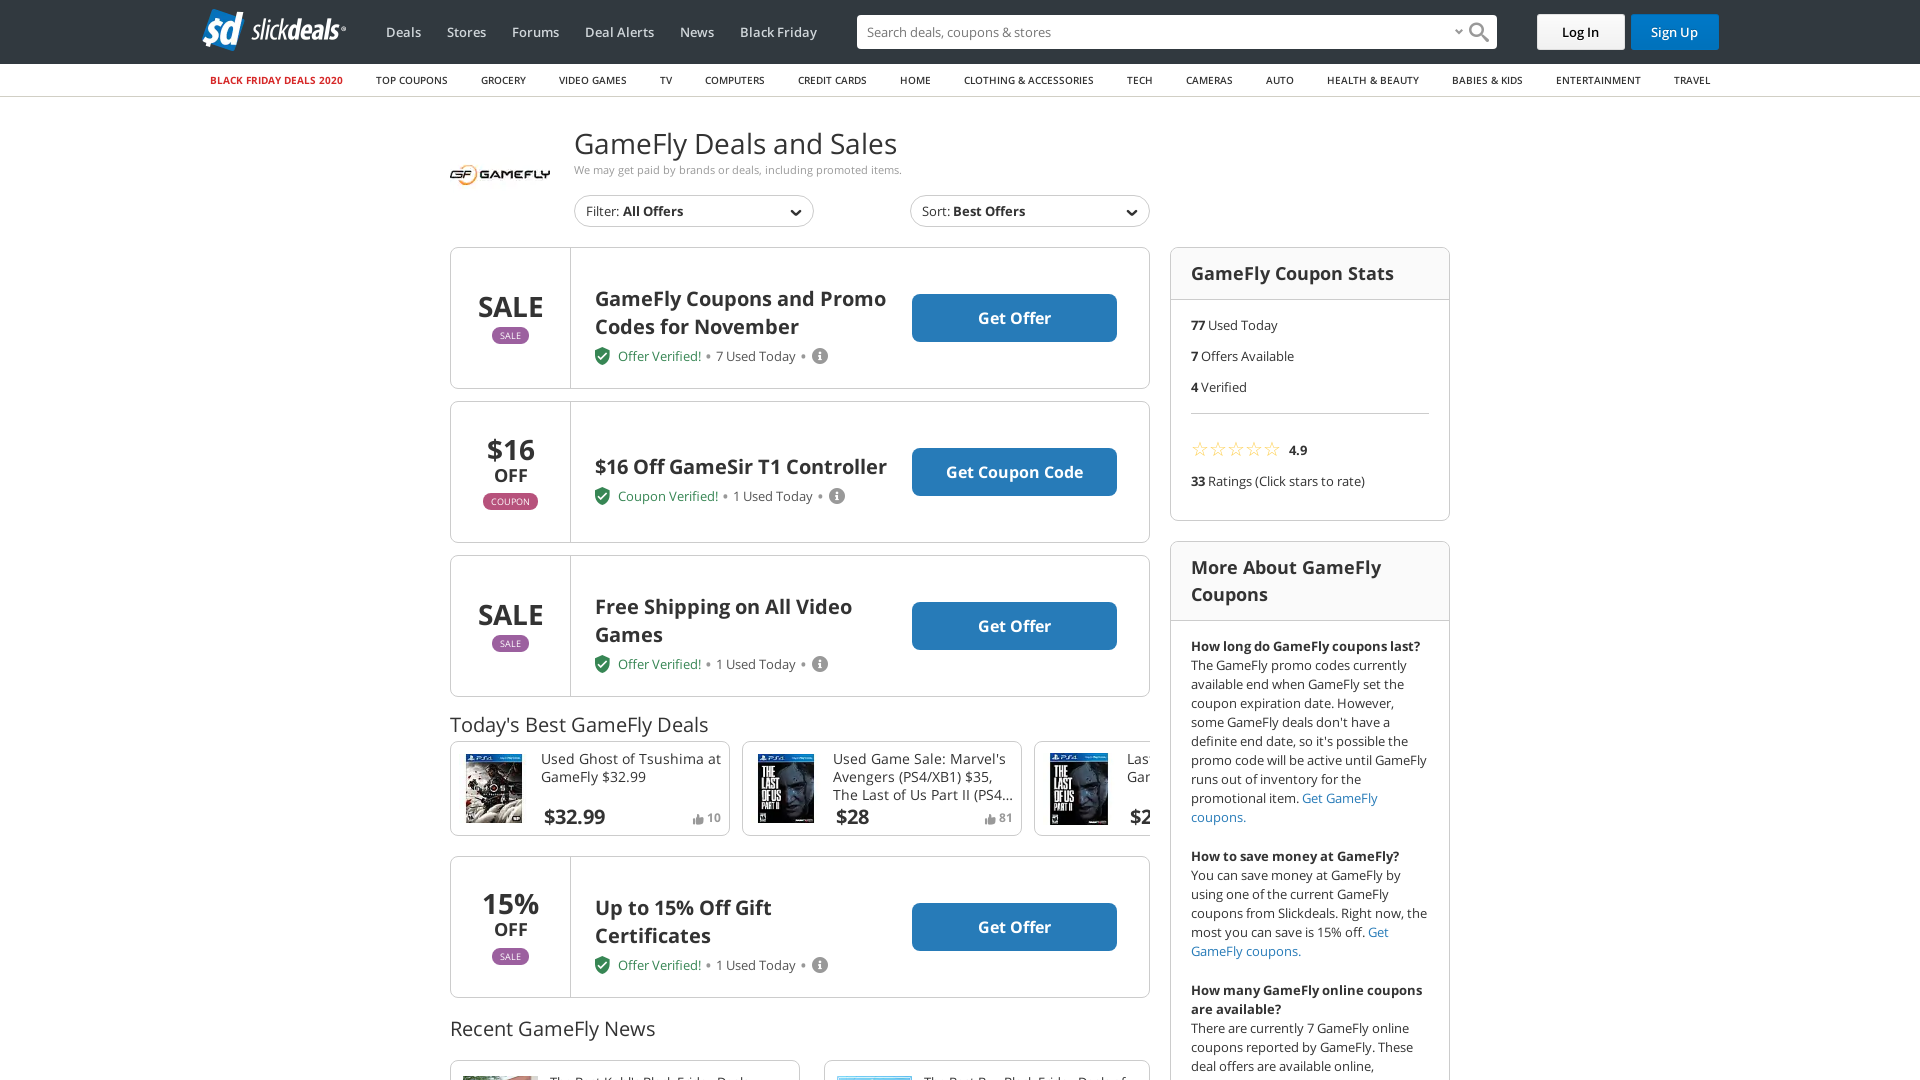 slickdeals
Deals
Stores
Forums
Deal Alerts
News
Black Friday
Search deals, coupons & stores
Log In
Sign Up
BLACK FRIDAY DEALS 2020
TOP COUPONS
GROCERY
VIDEO GAMES
TV
COMPUTERS
CREDIT CARDS
HOME
CLOTHING & ACCESSORIES
TECH
CAMERAS
AUTO
HEALTH & BEAUTY
BABIES & KIDS
ENTERTAINMENT
TRAVEL
GF GAMEFLY
GameFly Deals and Sales
We may get paid by brands or deals, including promoted items.
Filter: All Offers
Sort: Best Offers
SALE
SALE
GameFly Coupons and Promo
Codes for November
Offer Verified! • 7 Used Today •
Get Offer
$16
OFF
COUPON
$16 Off GameSir T1 Controller
Coupon Verified! • 1 Used Today •
Get Coupon Code
SALE
SALE
Free Shipping on All Video
Games
Offer Verified! • 1 Used Today •
Get Offer
Today's Best GameFly Deals
Used Ghost of Tsushima at
GameFly $32.99
$32.99
10
THE
LAST
OF US
PART II
Used Game Sale: Marvel's
Avengers (PS4/XB1) $35,
The Last of Us Part II (PS4...
$28
81
THE
LAST
OF US
PART II
15%
OFF
SALE
Up to 15% Off Gift
Certificates
Offer Verified! • 1 Used Today •
Get Offer
Recent GameFly News
GameFly Coupon Stats
77 Used Today
7 Offers Available
4 Verified
4.9
33 Ratings (Click stars to rate)
More About GameFly
Coupons
How long do GameFly coupons last?
The GameFly promo codes currently
available end when GameFly set the
coupon expiration date. However,
some GameFly deals don't have a
definite end date, so it's possible the
promo code will be active until GameFly
runs out of inventory for the
promotional item. Get GameFly
coupons.
How to save money at GameFly?
You can save money at GameFly by
using one of the current GameFly
coupons from Slickdeals. Right now, the
most you can save is 15% off. Get
GameFly coupons.
How many GameFly online coupons
are available?
There are currently 7 GameFly online
coupons reported by GameFly. These
deal offers are available online,